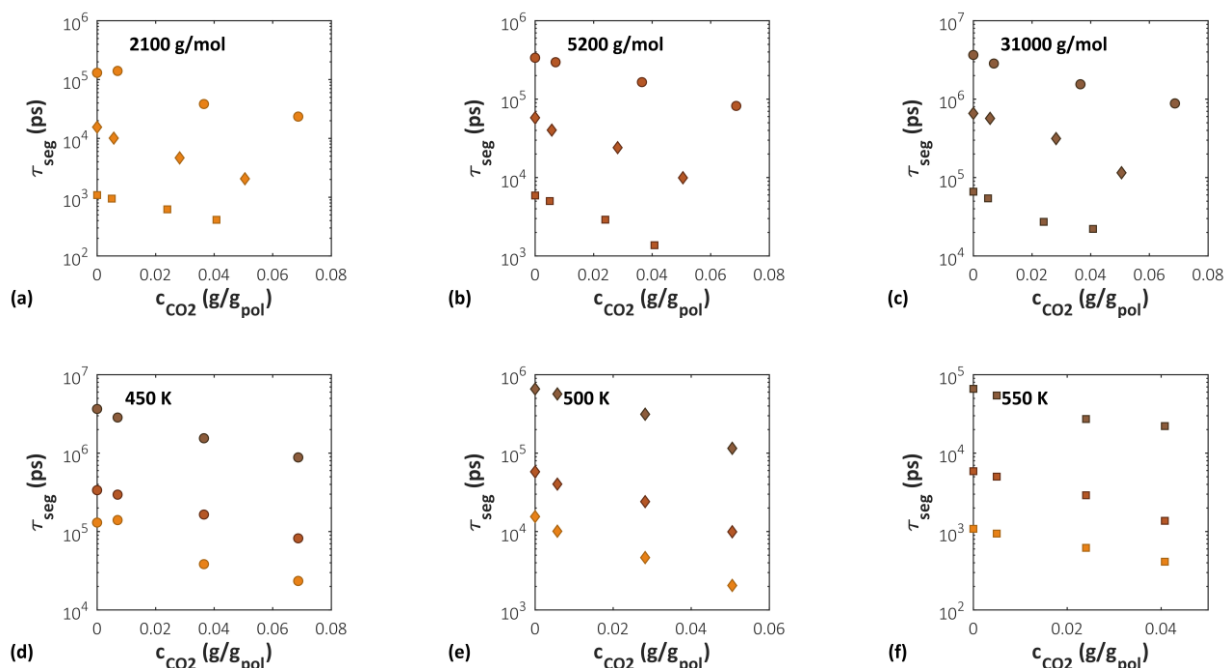 2100 g/mol
10^6
10^5
10^4
10^3
10^2
τ_seg (ps)
0 0.02 0.04 0.06 0.08
c_CO2 (g/g_pol)
(a)
5200 g/mol
10^6
10^5
10^4
10^3
τ_seg (ps)
0 0.02 0.04 0.06 0.08
c_CO2 (g/g_pol)
(b)
31000 g/mol
10^7
10^6
10^5
10^4
τ_seg (ps)
0 0.02 0.04 0.06 0.08
c_CO2 (g/g_pol)
(c)
450 K
10^7
10^6
10^5
10^4
τ_seg (ps)
0 0.02 0.04 0.06 0.08
c_CO2 (g/g_pol)
(d)
500 K
10^6
10^5
10^4
10^3
τ_seg (ps)
0 0.02 0.04 0.06
c_CO2 (g/g_pol)
(e)
550 K
10^5
10^4
10^3
10^2
τ_seg (ps)
0 0.02 0.04
c_CO2 (g/g_pol)
(f)